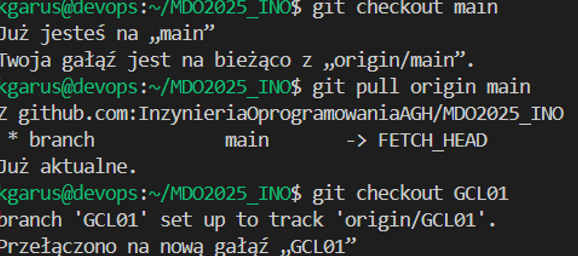 kgarus@devops:~/MDO2025_INO$ git checkout main
Już jesteś na „main”
Twoja gałąź jest na bieżąco z „origin/main”.
kgarus@devops:~/MDO2025_INO$ git pull origin main
Z github.com:InzynieriaOprogramowaniaAGH/MDO2025_INO
 * branch            main       -> FETCH_HEAD
Już aktualne.
kgarus@devops:~/MDO2025_INO$ git checkout GCL01
branch 'GCL01' set up to track 'origin/GCL01'.
Przełączono na nową gałąź „GCL01”